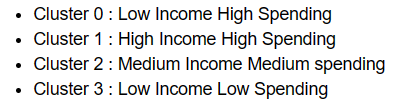 • Cluster 0 : Low Income High Spending
• Cluster 1 : High Income High Spending
• Cluster 2 : Medium Income Medium spending
• Cluster 3 : Low Income Low Spending